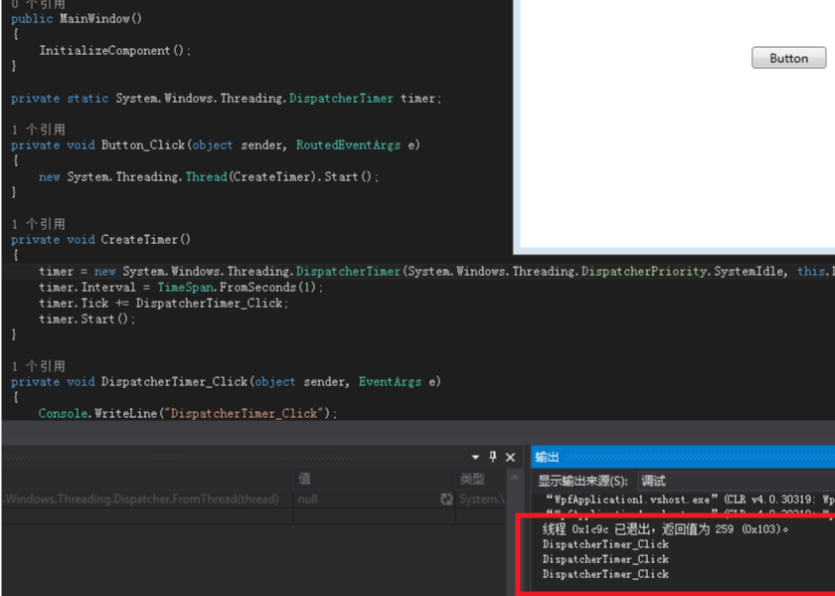 0 个引用
public MainWindow()
{
InitializeComponent();
}
private static System.Windows.Threading.DispatcherTimer timer;
1 个引用
private void Button_Click(object sender, RoutedEventArgs e)
{
new System.Threading.Thread(CreateTimer).Start();
}
1 个引用
private void CreateTimer()
{
timer = new System.Windows.Threading.DispatcherTimer(System.Windows.Threading.DispatcherPriority.SystemIdle, this.
timer.Interval = TimeSpan.FromSeconds(1);
timer.Tick += DispatcherTimer_Click;
timer.Start();
}
1 个引用
private void DispatcherTimer_Click(object sender, EventArgs e)
{
Console.WriteLine("DispatcherTimer_Click");
Button
值
类型
.Windows.Threading.Dispatcher.FromThread(thread)
null
System.\
输出
显示输出来源(S): 调试
“WpfApplication1.vshost.exe”(CLR v4.0.30319: Wp
线程 0x1c9c 已退出，返回值为 259 (0x103)。
DispatcherTimer_Click
DispatcherTimer_Click
DispatcherTimer_Click